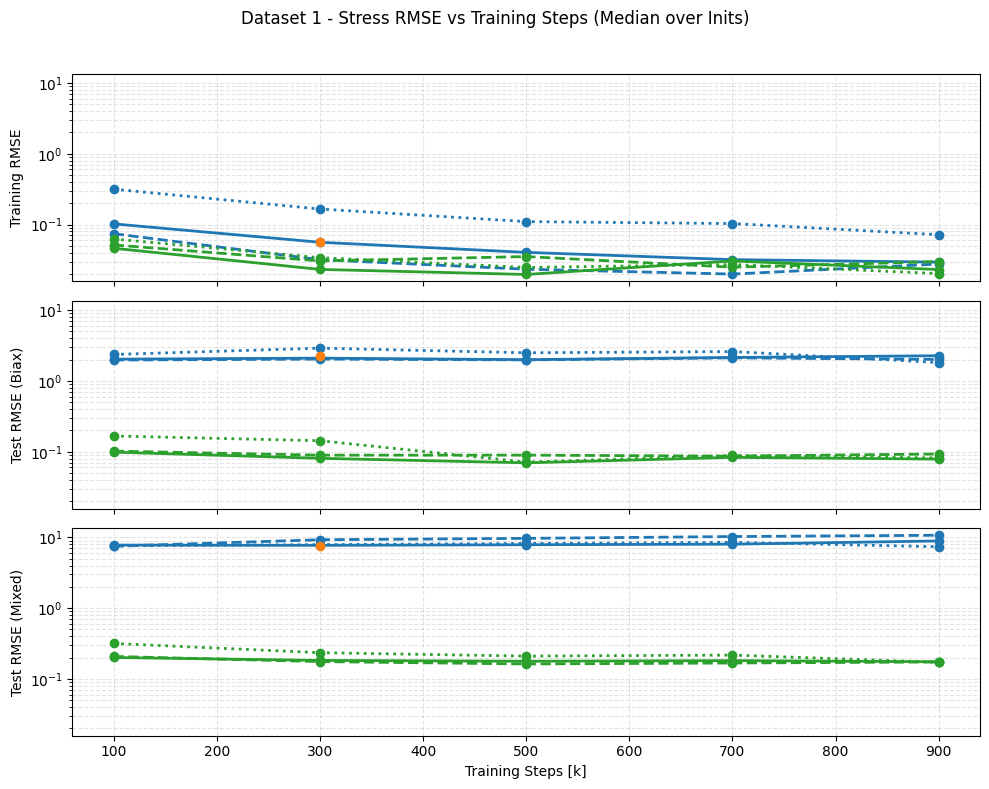 Dataset 1 - Stress RMSE vs Training Steps (Median over Inits)
Training RMSE
10¹
10⁰
10⁻¹
Test RMSE (Biax)
10¹
10⁰
10⁻¹
Test RMSE (Mixed)
10¹
10⁰
10⁻¹
100 200 300 400 500 600 700 800 900
Training Steps [k]